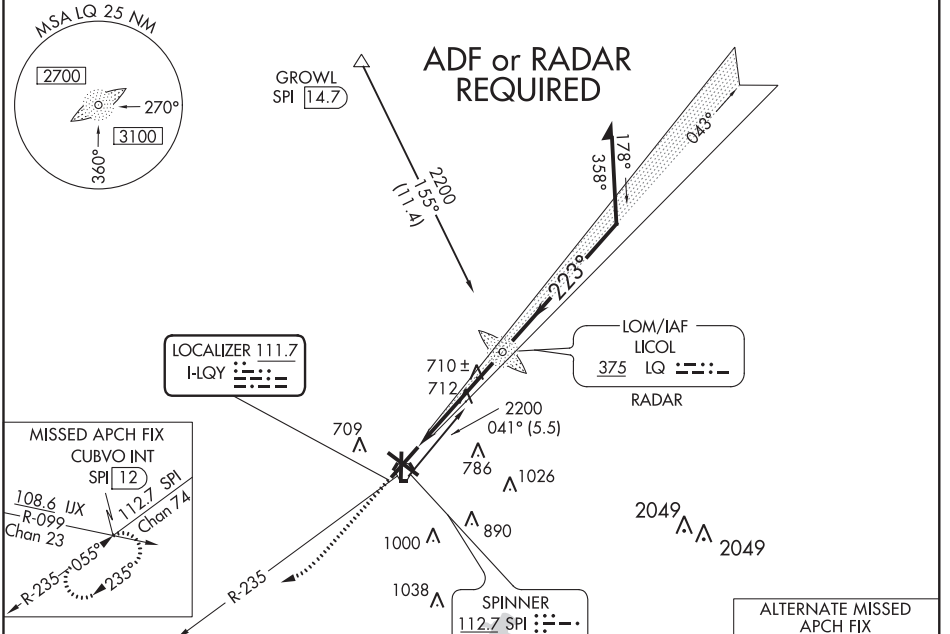 MSA LQ 25 NM
2700
270°
3100
360°
GROWL
SPI 14.7
ADF or RADAR
REQUIRED
2200
155°
(11.4)
178°
358°
043°
223°
LOM/IAF
LICOL
375 LQ
RADAR
LOCALIZER 111.7
I-LQY
710 ±
712
2200
041° (5.5)
709
786
1026
890
1000
1038
2049
2049
MISSED APCH FIX
CUBVO INT
SPI 12
108.6 IJX
R-099
Chan 23
112.7 SPI
Chan 74
R-235
055°
235°
R-235
SPINNER
112.7 SPI
ALTERNATE MISSED
APCH FIX